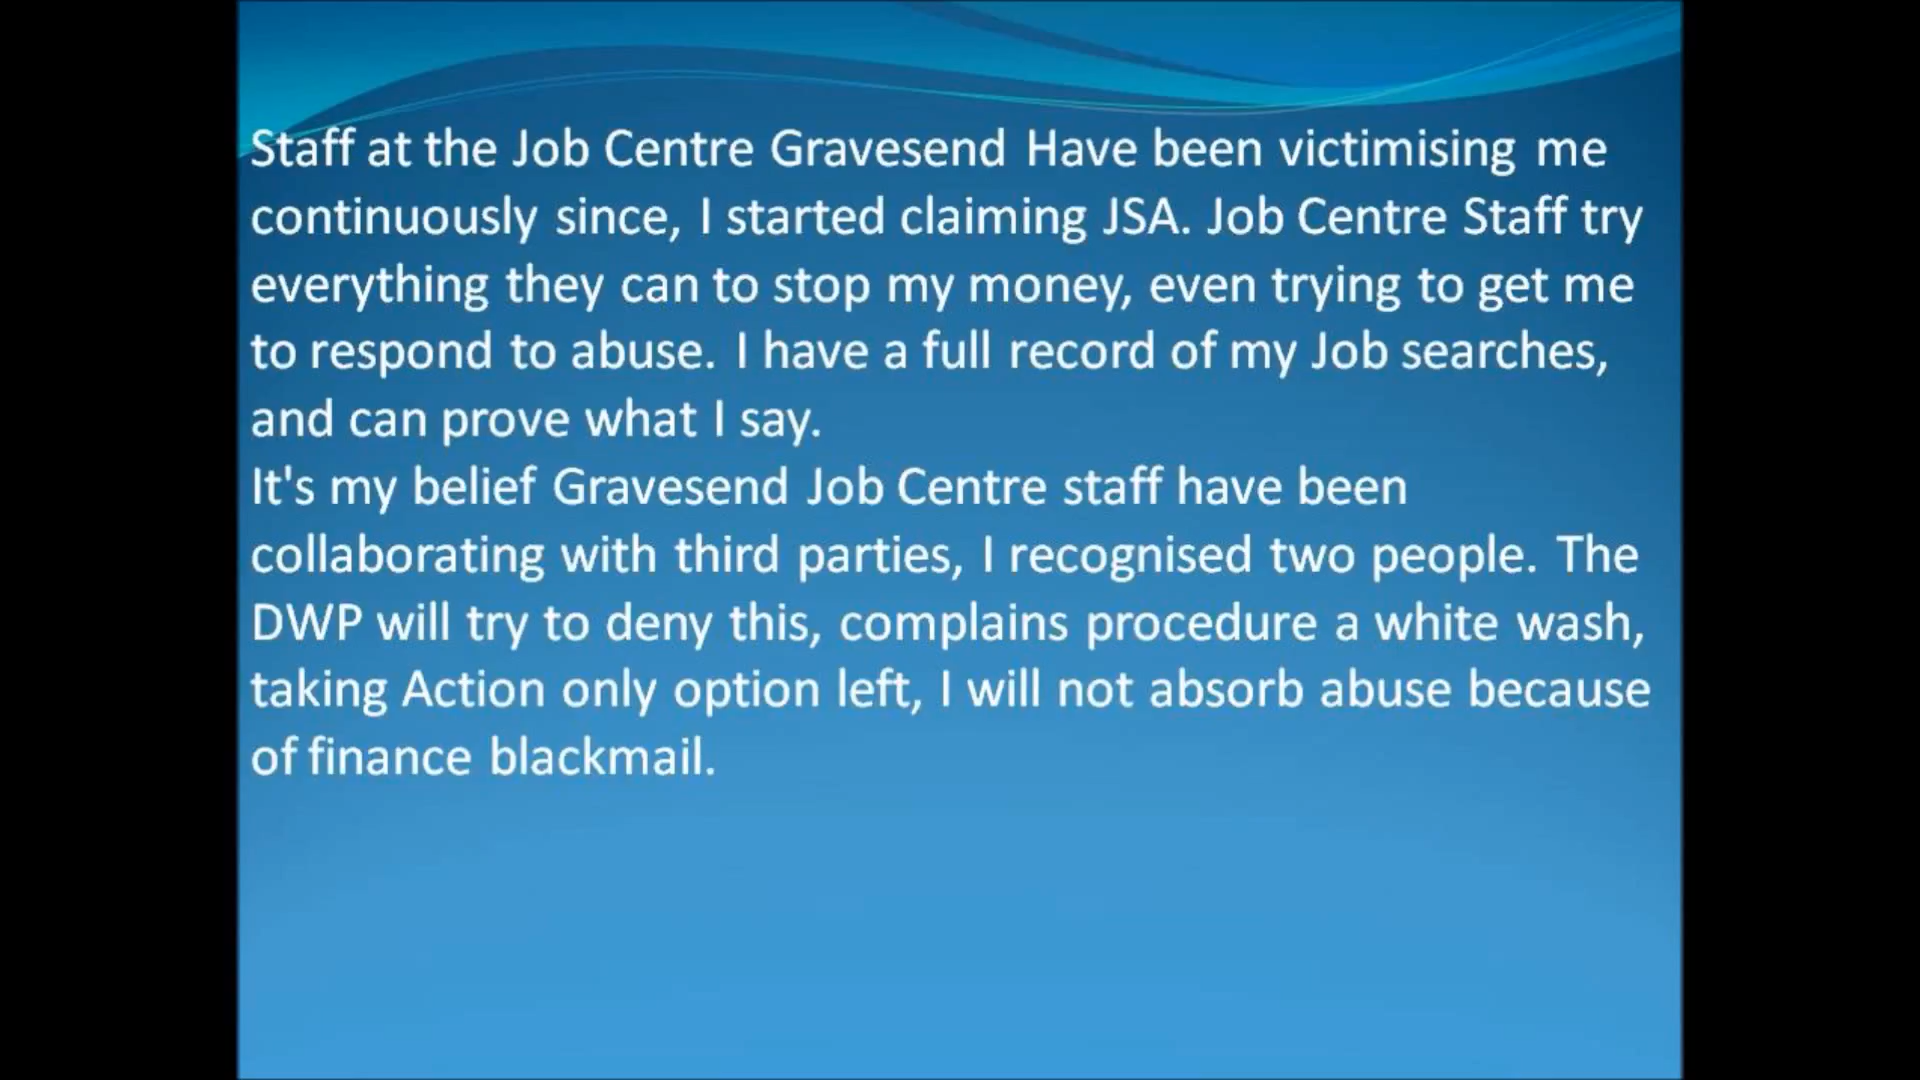 Staff at the Job Centre Gravesend Have been victimising me
continuously since, I started claiming JSA. Job Centre Staff try
everything they can to stop my money, even trying to get me
to respond to abuse. I have a full record of my Job searches,
and can prove what I say.
It's my belief Gravesend Job Centre staff have been
collaborating with third parties, I recognised two people. The
DWP will try to deny this, complains procedure a white wash,
taking Action only option left, I will not absorb abuse because
of finance blackmail.